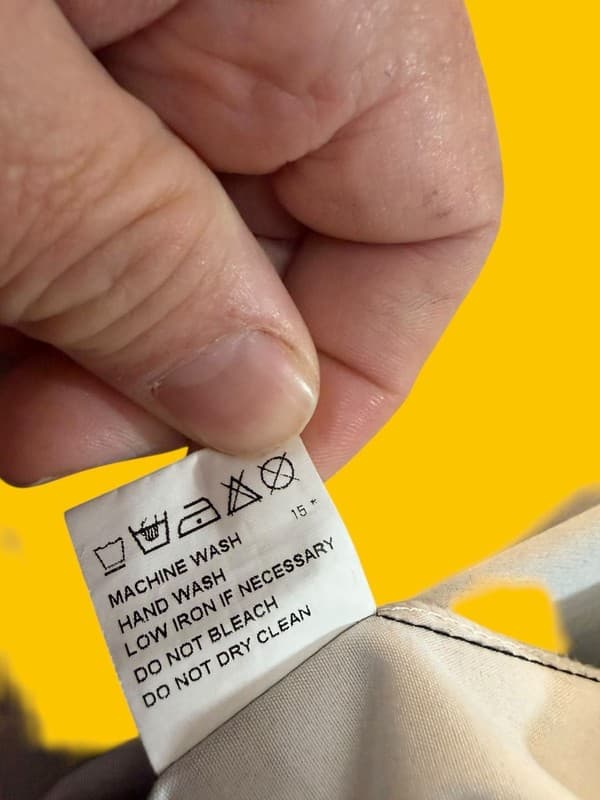 15 *
MACHINE WASH
HAND WASH
LOW IRON IF NECESSARY
DO NOT BLEACH
DO NOT DRY CLEAN